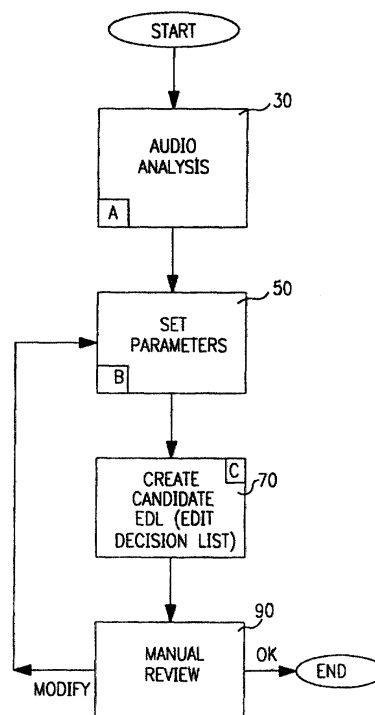 START
30
AUDIO
ANALYSIS
A
50
SET
PARAMETERS
B
C
CREATE
CANDIDATE
70
EDL (EDIT
DECISION LIST)
90
MANUAL
REVIEW
OK
END
MODIFY